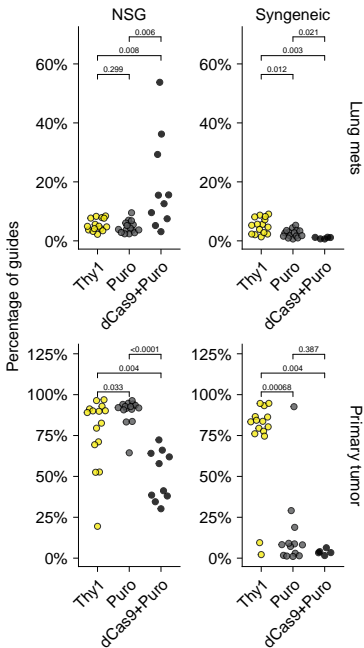 NSG
Syngeneic
0.006
0.008
0.299
0.021
0.003
0.012
60%
40%
20%
0%
60%
40%
20%
0%
Lung mets
Thy1
Puro
dCas9+Puro
Thy1
Puro
dCas9+Puro
Percentage of guides
<0.0001
0.004
0.033
0.387
0.004
0.00068
125%
100%
75%
50%
25%
0%
125%
100%
75%
50%
25%
0%
Primary tumor
Thy1
Puro
dCas9+Puro
Thy1
Puro
dCas9+Puro